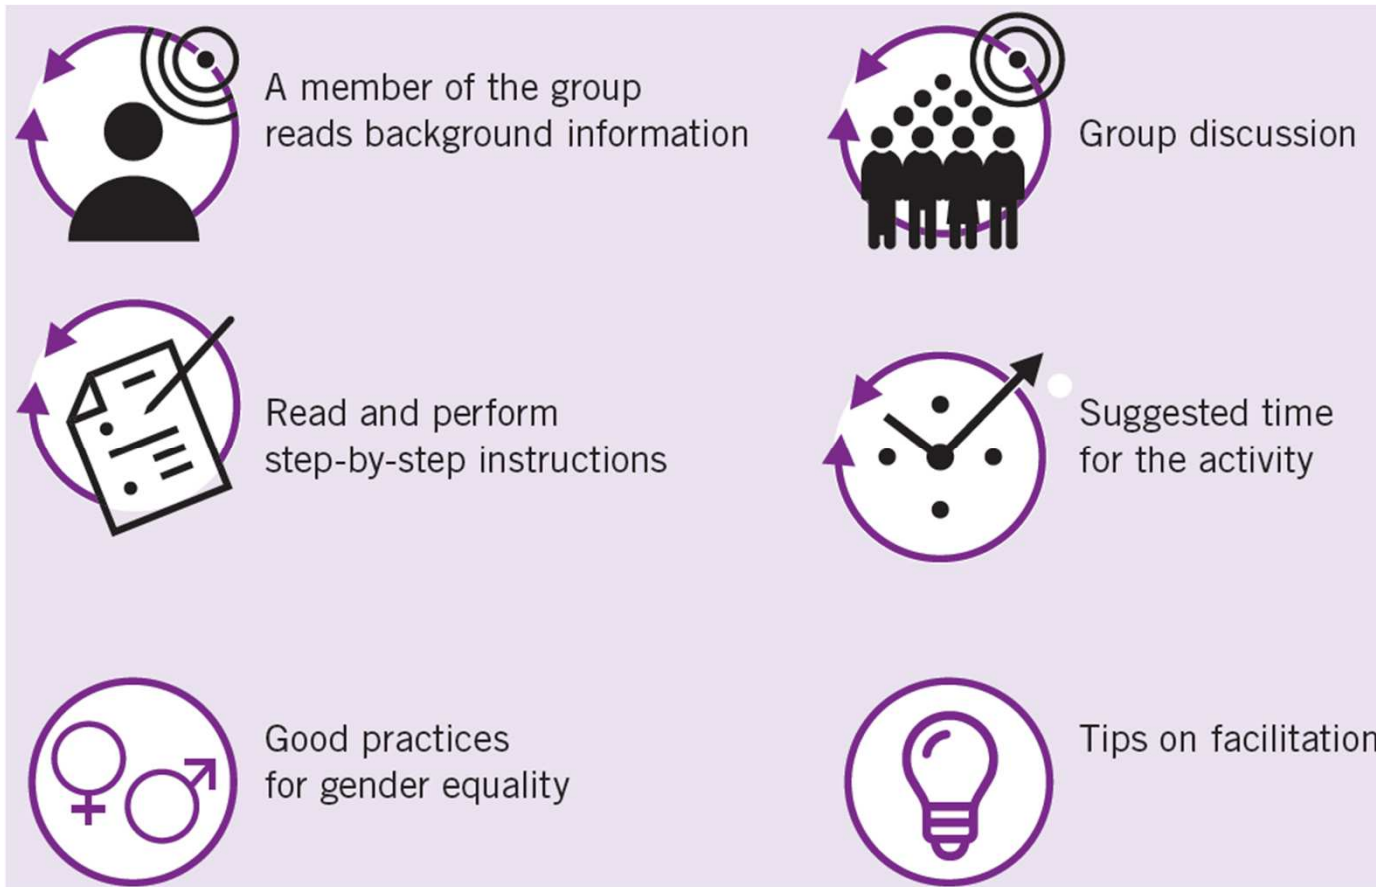 A member of the group
reads background information
Group discussion
Read and perform
step-by-step instructions
Suggested time
for the activity
Good practices
for gender equality
Tips on facilitation